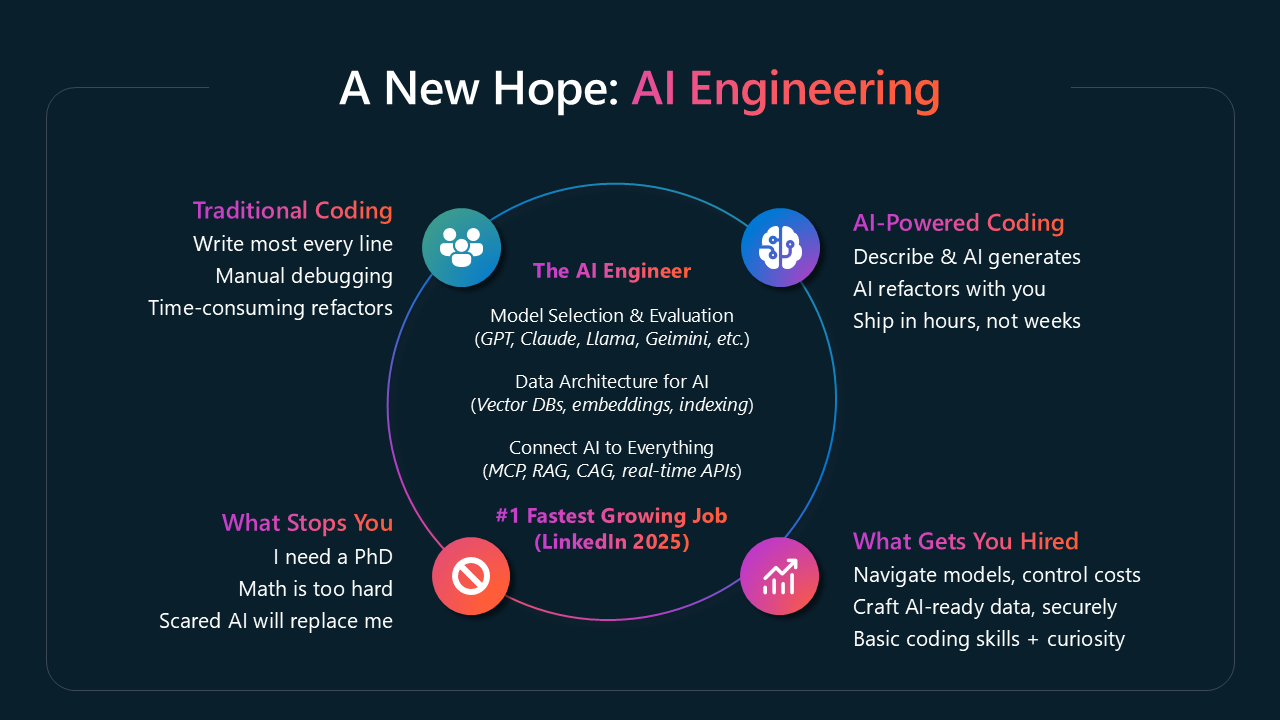 A New Hope: AI Engineering
Traditional Coding
Write most every line
Manual debugging
Time-consuming refactors
AI-Powered Coding
Describe & AI generates
AI refactors with you
Ship in hours, not weeks
The AI Engineer
Model Selection & Evaluation
(GPT, Claude, Llama, Geimini, etc.)
Data Architecture for AI
(Vector DBs, embeddings, indexing)
Connect AI to Everything
(MCP, RAG, CAG, real-time APIs)
#1 Fastest Growing Job
(LinkedIn 2025)
What Stops You
I need a PhD
Math is too hard
Scared AI will replace me
What Gets You Hired
Navigate models, control costs
Craft AI-ready data, securely
Basic coding skills + curiosity